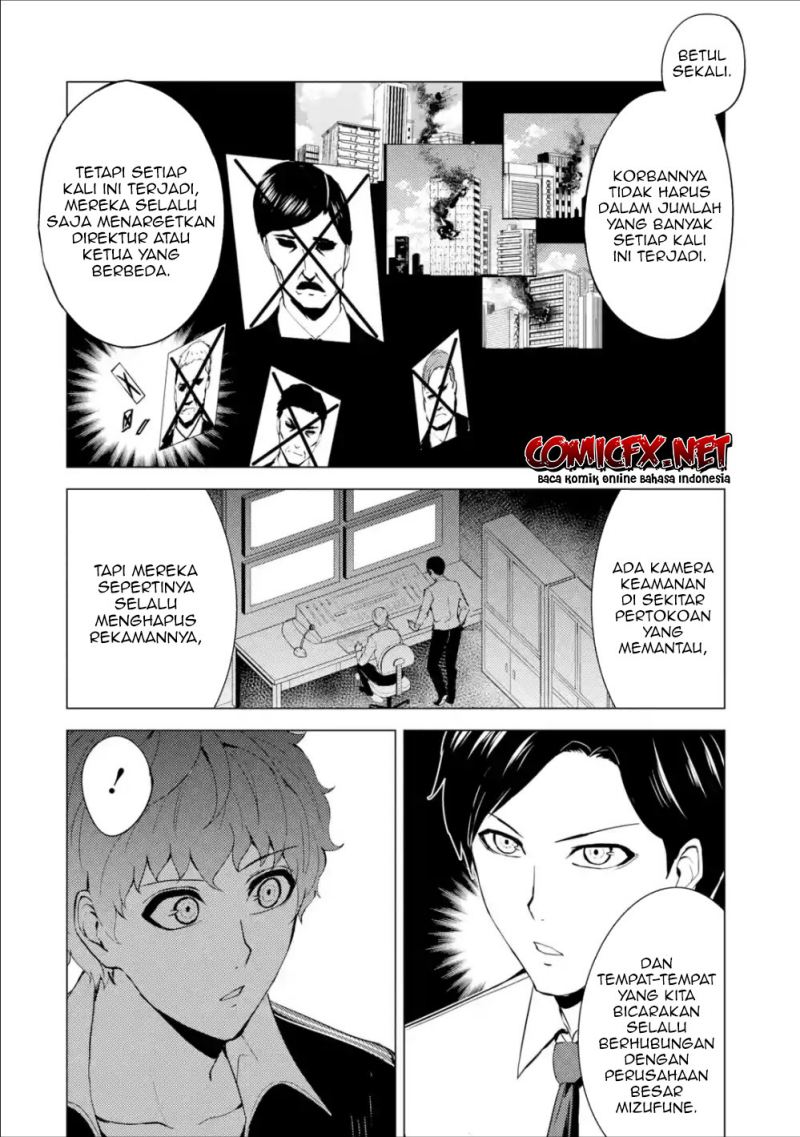 BETUL
SEKALI.
KORBANNYA
TIDAK HARUS
DALAM JUMLAH
YANG BANYAK
SETIAP KALI
INI TERJADI.
TETAPI SETIAP
KALI INI TERJADI,
MEREKA SELALU
SAJA MENARGETKAN
DIREKTUR ATAU
KETUA YANG
BERBEDA.
COMICFX.NET
Baca Komik Online Bahasa Indonesia
ADA KAMERA
KEAMANAN
DI SEKITAR
PERTOKOAN
YANG
MEMANTAU,
TAPI MEREKA
SEPERTINYA
SELALU
MENGHAPUS
REKAMANNYA,
DAN
TEMPAT-TEMPAT
YANG KITA
BICARAKAN
SELALU
BERHUBUNGAN
DENGAN
PERUSAHAAN
BESAR
MIZUFUNE.
!